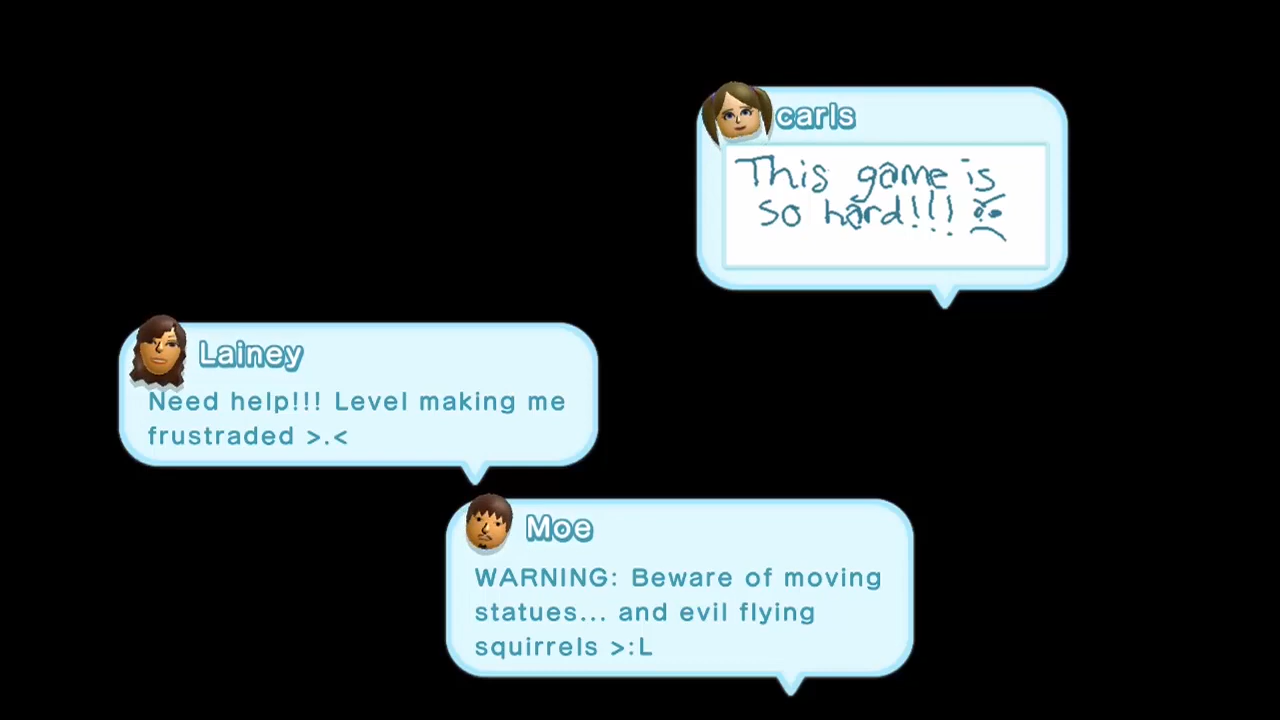 carls
This game is
so hard!!!
Lainey
Need help!!! Level making me
frustraded >.<
Moe
WARNING: Beware of moving
statues... and evil flying
squirrels >:L